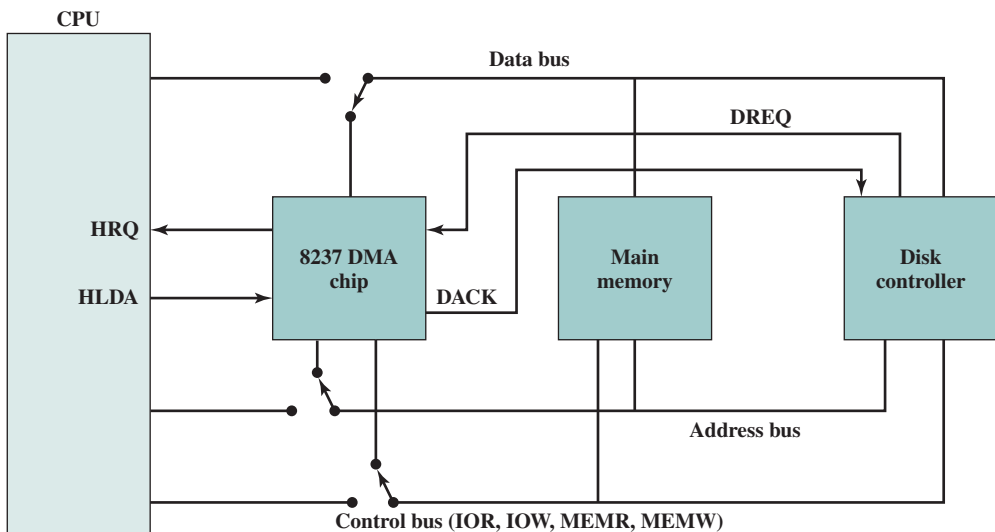 CPU
Data bus
DREQ
HRQ
8237 DMA
chip
Main
memory
Disk
controller
HLDA
DACK
Address bus
Control bus (IOR, IOW, MEMR, MEMW)